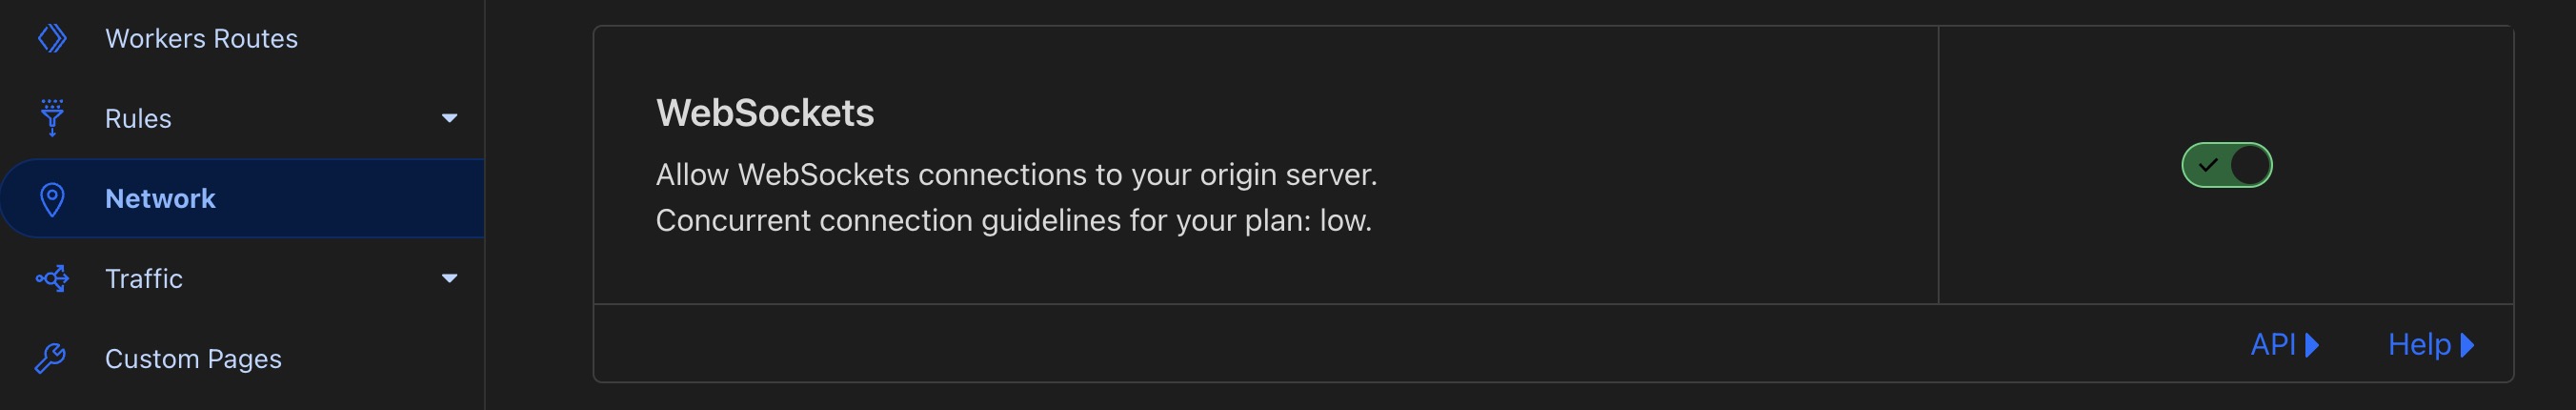 Workers Routes
Rules
Network
Traffic
Custom Pages
WebSockets
Allow WebSockets connections to your origin server.
Concurrent connection guidelines for your plan: low.
API
Help